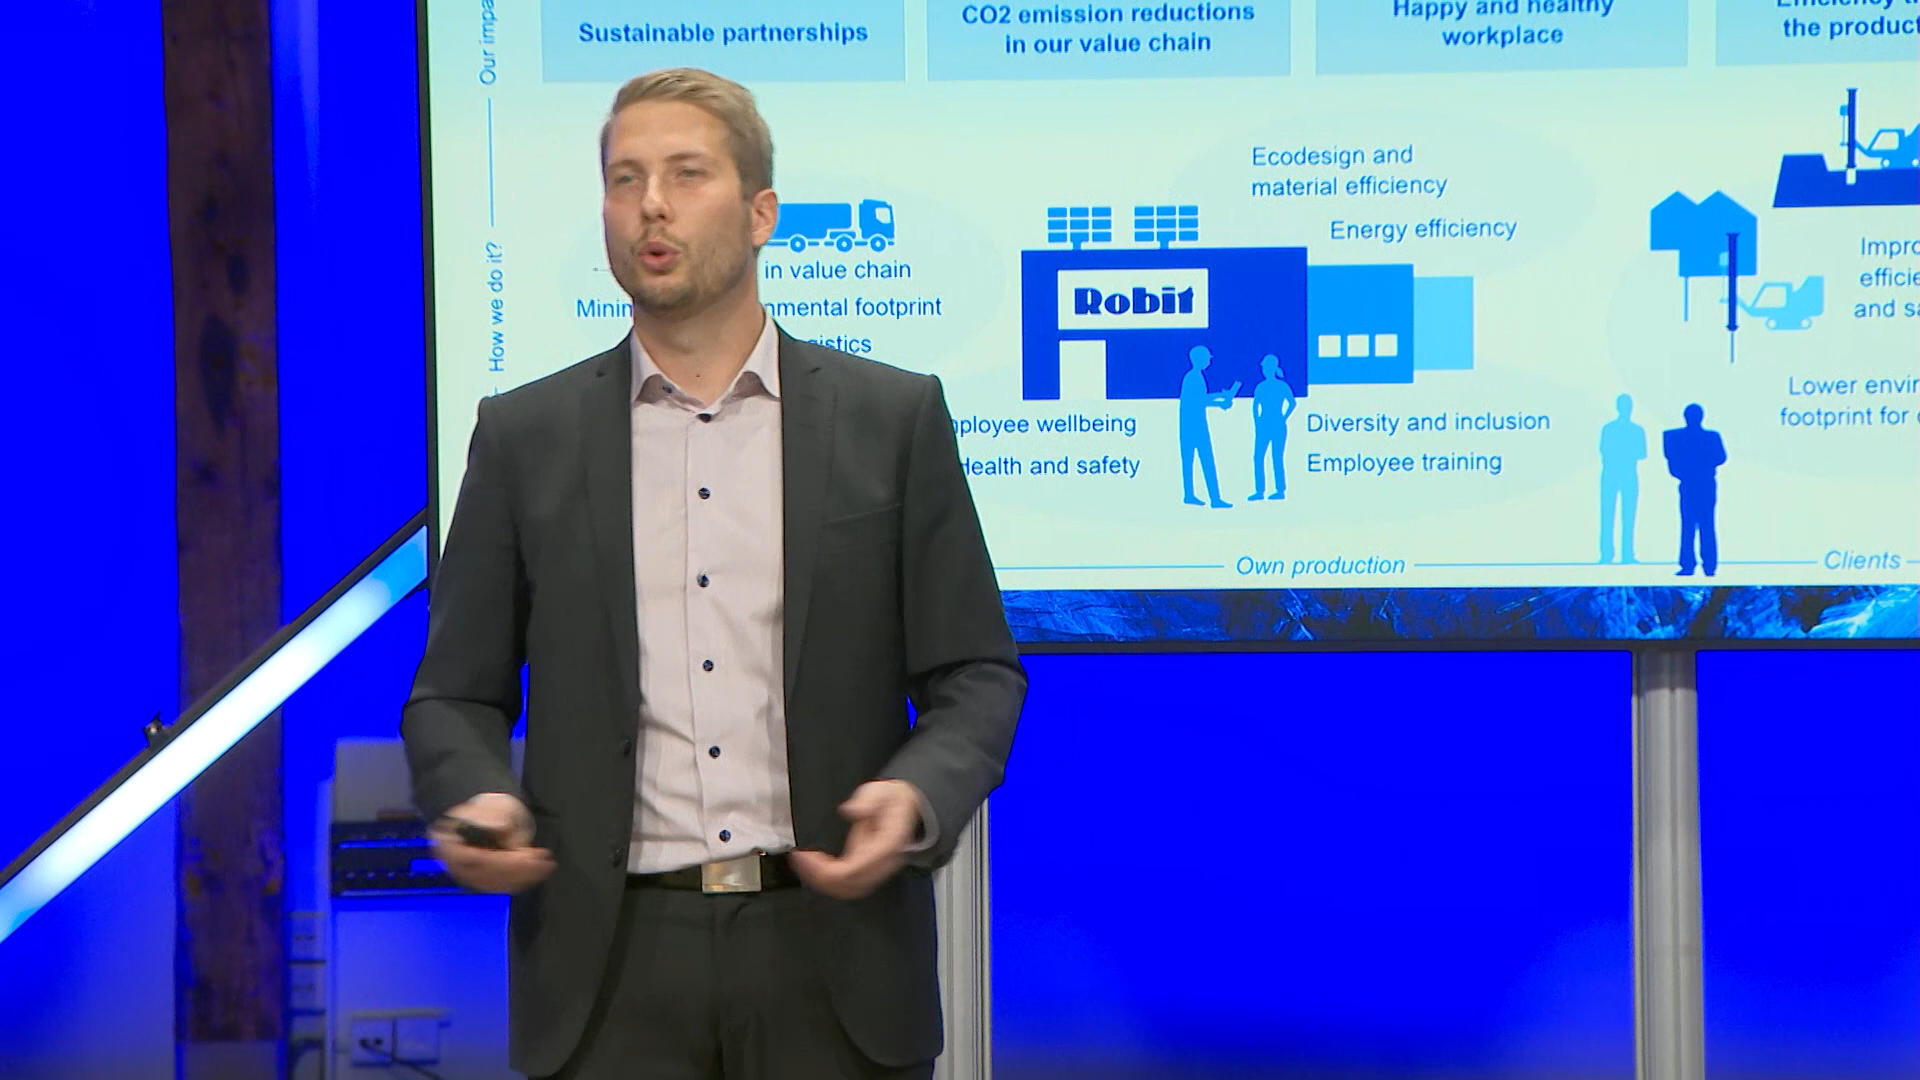 Our impa
Sustainable partnerships
CO2 emission reductions
in our value chain
Happy and healthy
workplace
the product
How we do it?
in value chain
nmental footprint
Ecodesign and
material efficiency
Energy efficiency
Robit
ployee wellbeing
Health and safety
Diversity and inclusion
Employee training
Impro
efficie
and sa
Lower envir
footprint for
Own production
Clients